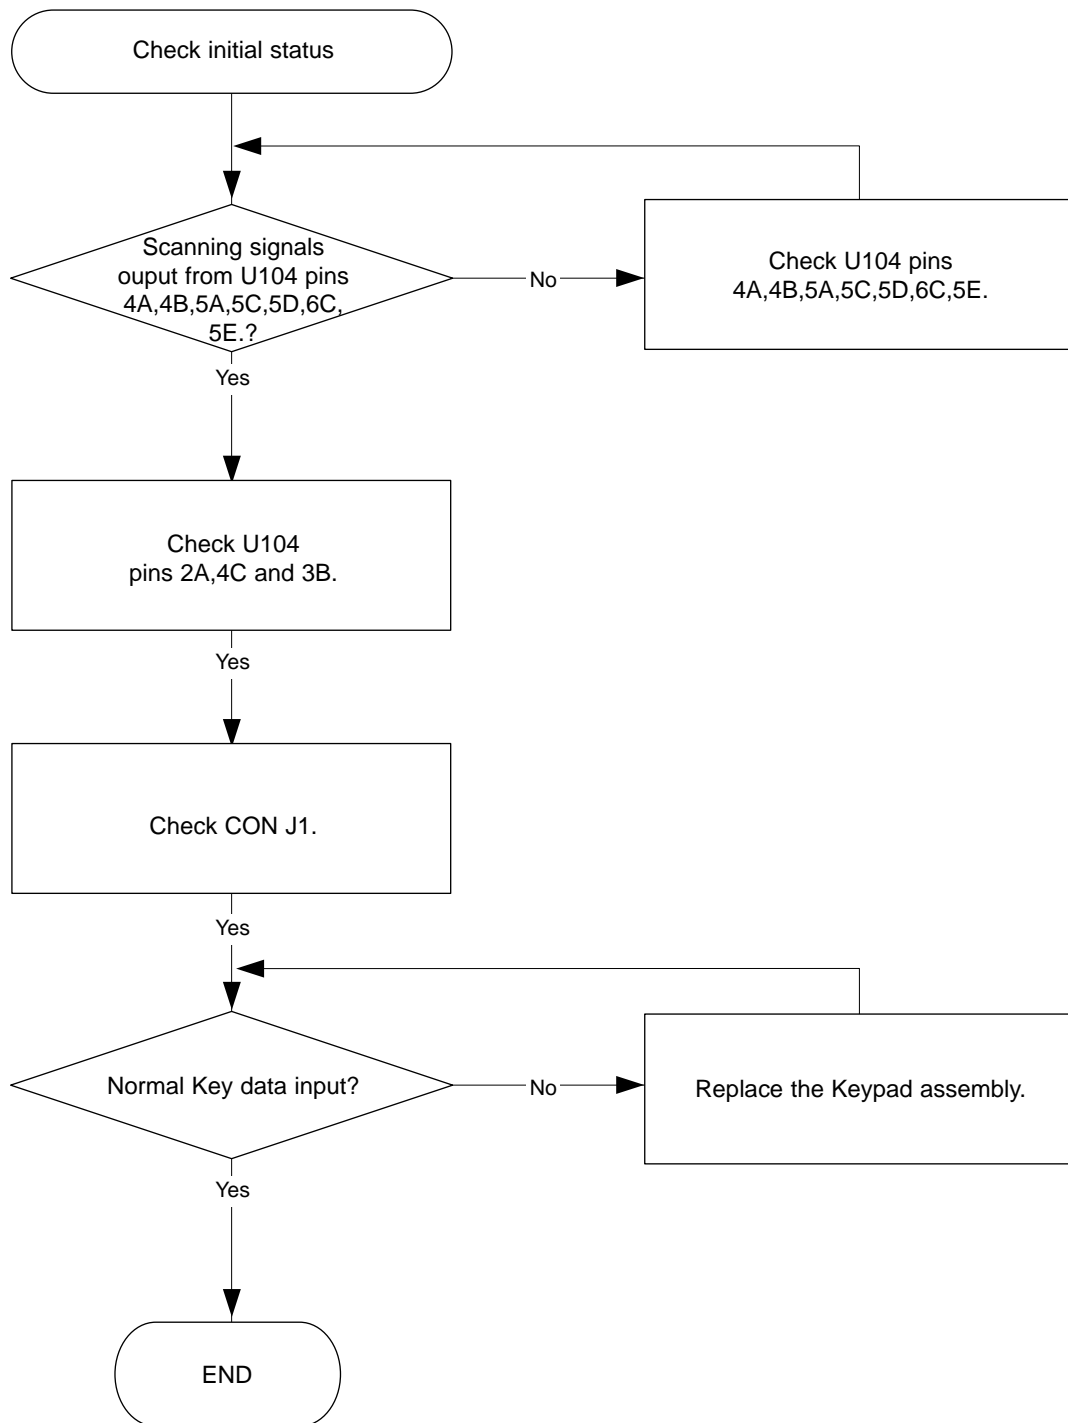 Check initial status
Scanning signals
ouput from U104 pins
4A,4B,5A,5C,5D,6C,
5E.?
No
Check U104 pins
4A,4B,5A,5C,5D,6C,5E.
Yes
Check U104
pins 2A,4C and 3B.
Yes
Check CON J1.
Yes
Normal Key data input?
No
Replace the Keypad assembly.
Yes
END